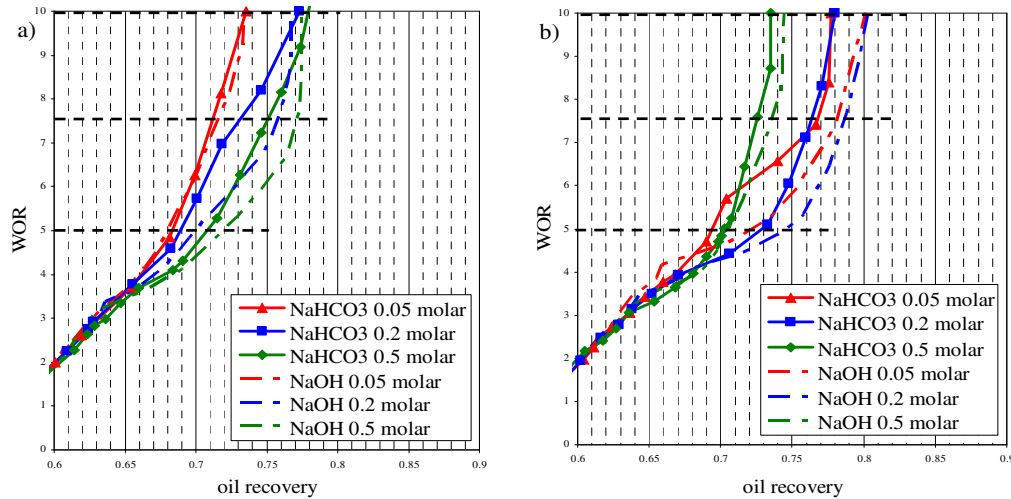 a)
10
9
8
7
6
5
4
3
2
1
0
WOR
0.6 0.65 0.7 0.75 0.8 0.85 0.9
oil recovery
NaHCO3 0.05 molar
NaHCO3 0.2 molar
NaHCO3 0.5 molar
NaOH 0.05 molar
NaOH 0.2 molar
NaOH 0.5 molar
b)
10
9
8
7
6
5
4
3
2
1
0
WOR
0.6 0.65 0.7 0.75 0.8 0.85 0.9
oil recovery
NaHCO3 0.05 molar
NaHCO3 0.2 molar
NaHCO3 0.5 molar
NaOH 0.05 molar
NaOH 0.2 molar
NaOH 0.5 molar